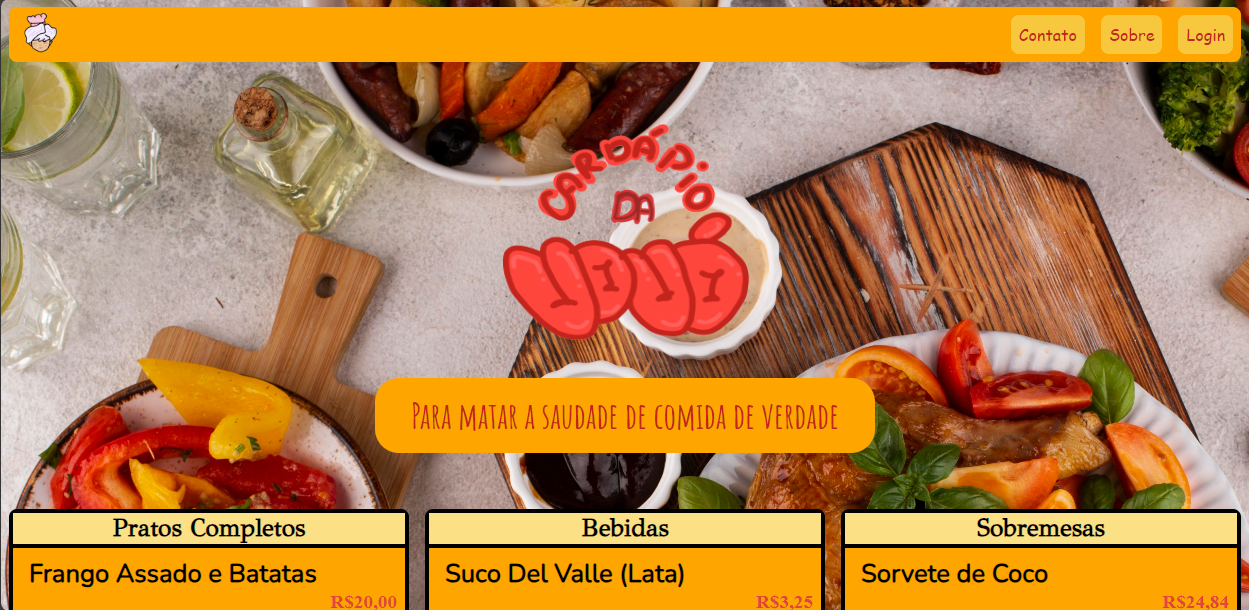 Contato Sobre Login
CARDÁPIO
DA
VIVÍ
Para matar a saudade de comida de verdade
Pratos Completos
Frango Assado e Batatas
R$20,00
Bebidas
Suco Del Valle (Lata)
R$3,25
Sobremesas
Sorvete de Coco
R$24,84